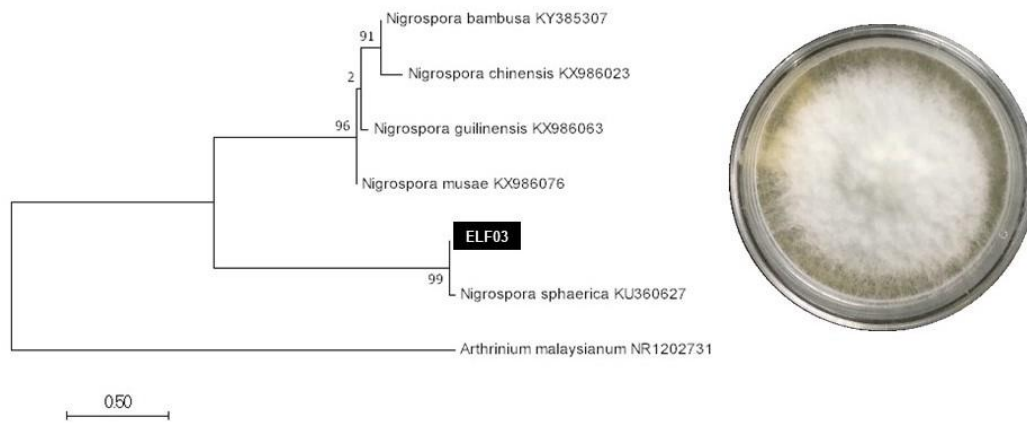 Nigrospora bambusa KY385307
91
Nigrospora chinensis KX986023
2
Nigrospora guilinensis KX986063
96
Nigrospora musae KX986076
ELF03
99
Nigrospora sphaerica KU360627
Arthrinium malaysianum NR1202731
0.50